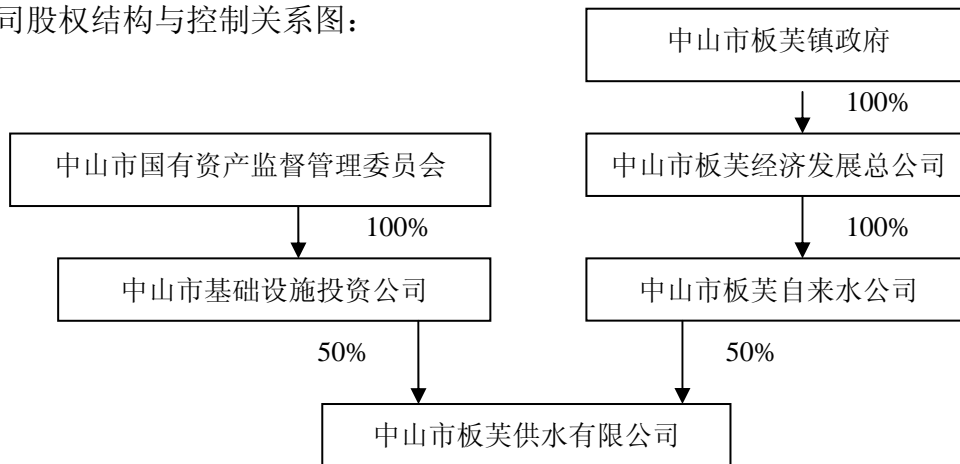 司股权结构与控制关系图：
中山市板芙镇政府
100%
中山市国有资产监督管理委员会
中山市板芙经济发展总公司
100%
100%
中山市基础设施投资公司
中山市板芙自来水公司
50%
50%
中山市板芙供水有限公司